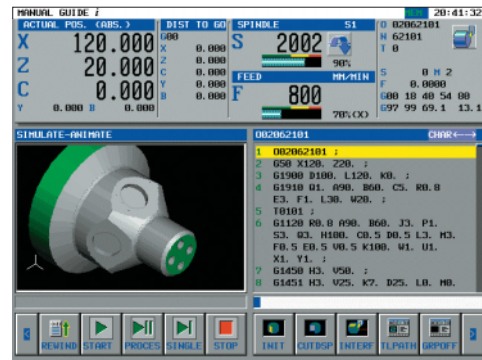 MANUAL GUIDE i MEM 20:41:32
ACTUAL POS. (ABS.) DIST TO GO SPINDLE S1 O 02062101
X 120.000 G00 S 2002 N 62101
X 0.000 T 0
Z 20.000 Z 0.000 90%
C 0.000 C 0.000 FEED MM/MIN S 0 M 2
Y 0.000 B 0.000 Y 0.000 F 800 F 0.0000
B 0.000 G00 18 40 54 80
70%(X) G97 99 69.1 13.1
SIMULATE-ANIMATE O02062101 CHAR←→
1 O02062101 ;
2 G50 X120. Z20. ;
3 G1900 D100. L120. K0. ;
4 G1910 Q1. A90. B60. C5. R0.8
E3. F1. L30. W20. ;
5 T0101 ;
6 G1120 R0.8 A90. B60. J3. P1.
S3. Q3. H100. C0.5 D0.5 L3. M3.
F0.5 E0.5 V0.5 K100. W1. U1.
X1. Y1. ;
7 G1450 H3. V50. ;
8 G1451 H3. V25. K7. D25. L0. M0.
REWIND START PROCES SINGLE STOP INIT CUTDSP INTERF TLPATH GRPOFF